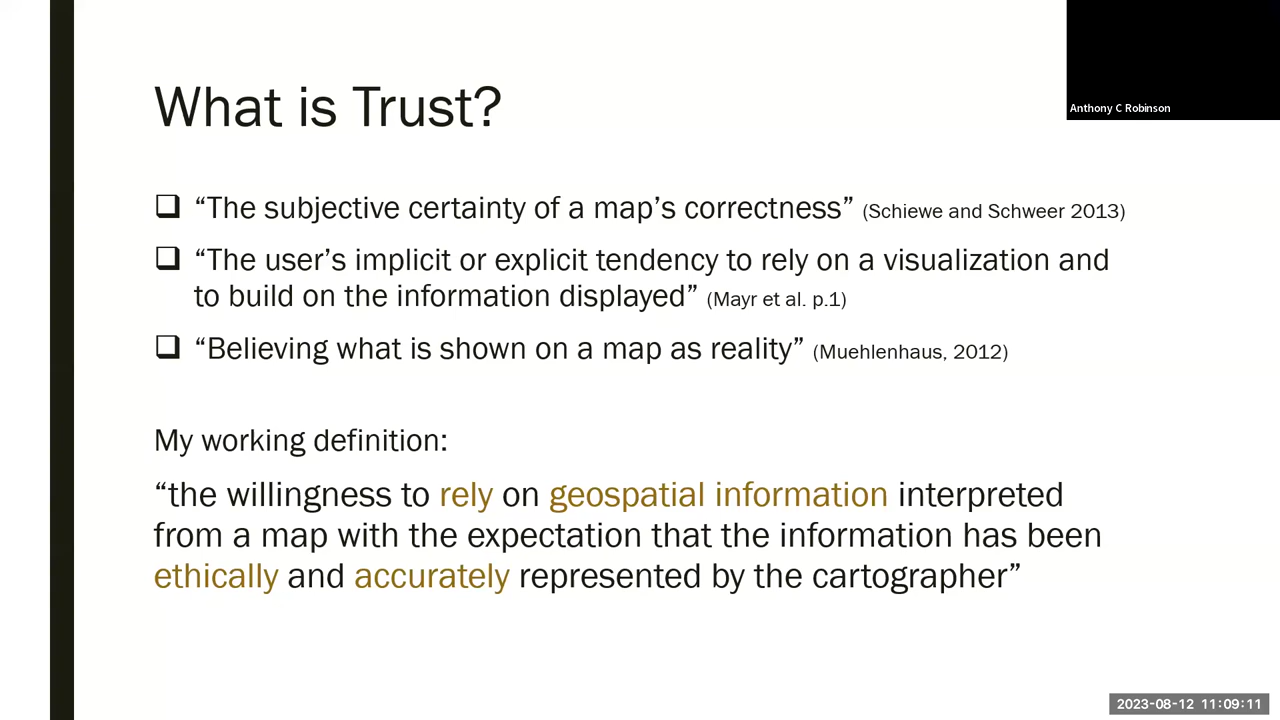 What is Trust?
Anthony C Robinson
❑ “The subjective certainty of a map’s correctness” (Schiewe and Schweer 2013)
❑ “The user’s implicit or explicit tendency to rely on a visualization and
to build on the information displayed” (Mayr et al. p.1)
❑ “Believing what is shown on a map as reality” (Muehlenhaus, 2012)
My working definition:
“the willingness to rely on geospatial information interpreted
from a map with the expectation that the information has been
ethically and accurately represented by the cartographer”
2023-08-12 11:09:11